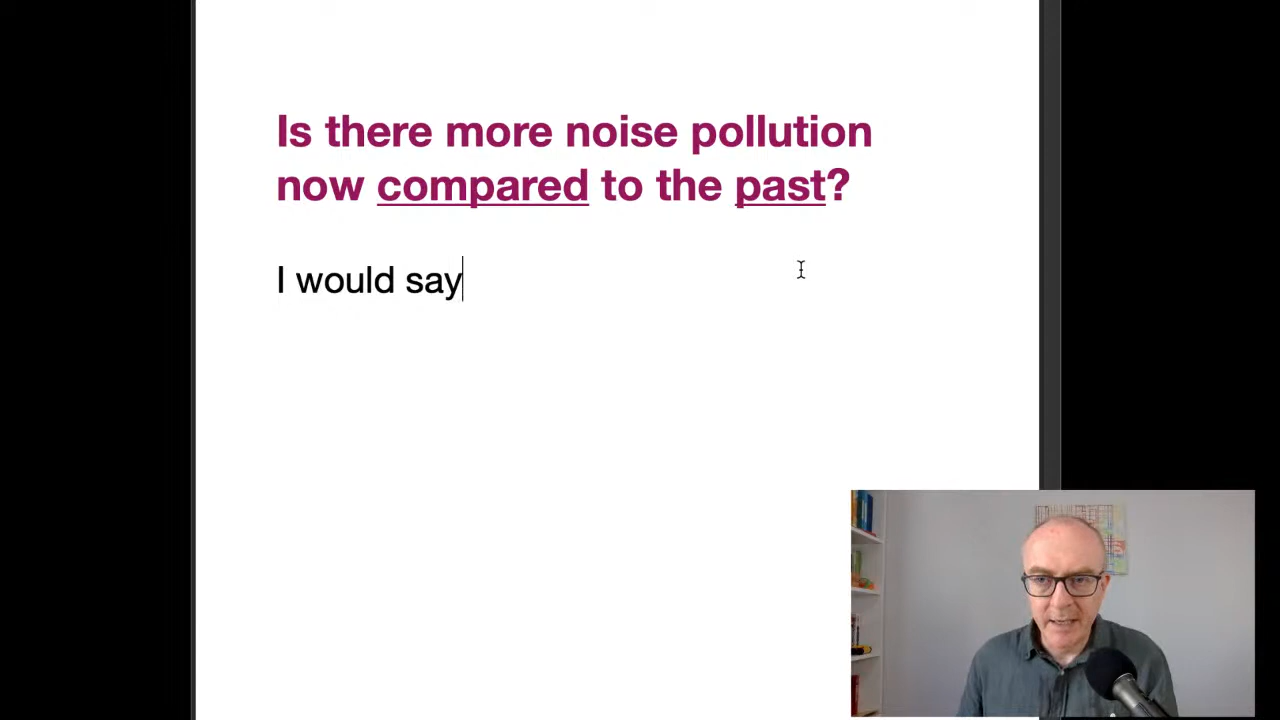 Is there more noise pollution
now compared to the past?
I would say